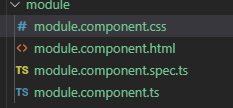 module
# module.component.css
<> module.component.html
TS module.component.spec.ts
TS module.component.ts